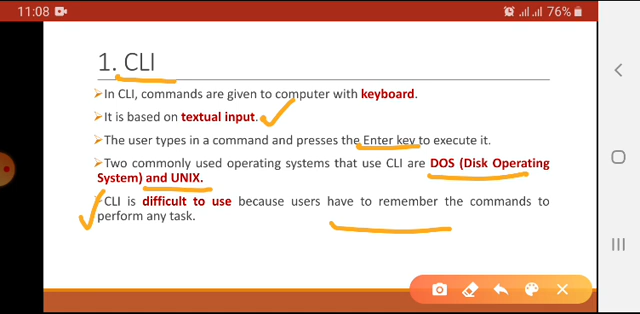 11:08
76%
1. CLI
In CLI, commands are given to computer with keyboard.
It is based on textual input.
The user types in a command and presses the Enter key to execute it.
Two commonly used operating systems that use CLI are DOS (Disk Operating
System) and UNIX.
CLI is difficult to use because users have to remember the commands to
perform any task.